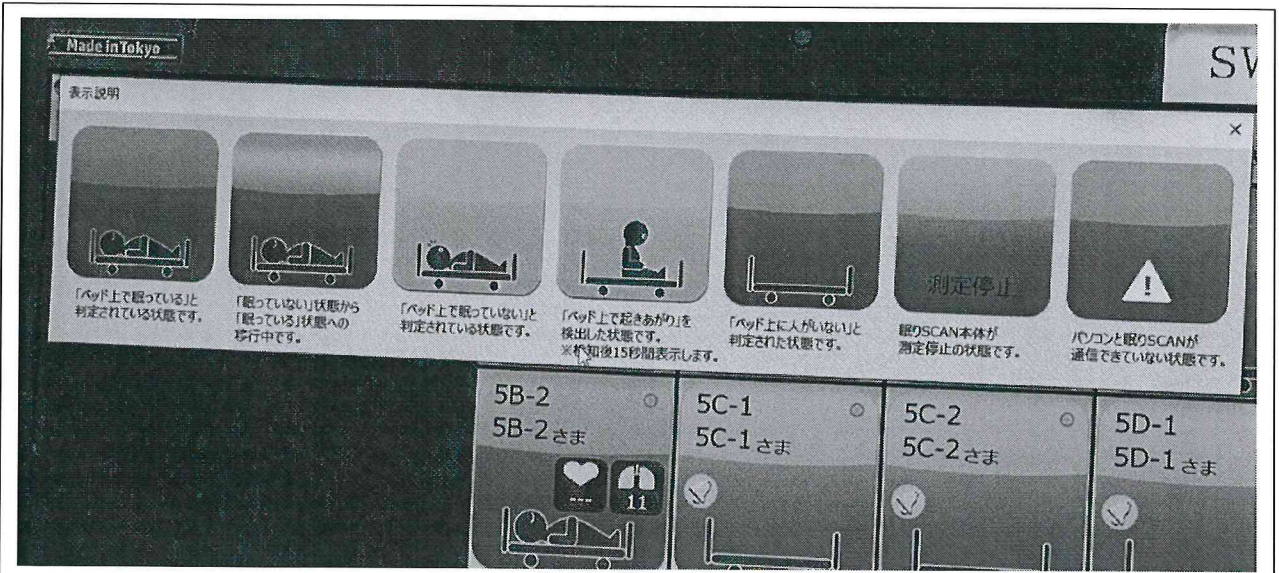 Made in Tokyo
SW
表示説明
×
「ベッド上で眠っている」と
判定されている状態です。
「眠っていない」状態から
「眠っている」状態への
移行中です。
「ベッド上で眠っていない」と
判定されている状態です。
「ベッド上で起きあがり」を
検出した状態です。
※検知後15秒間表示します。
「ベッド上に人がいない」と
判定された状態です。
測定停止
眠りSCAN本体が
測定停止の状態です。
パソコンと眠りSCANが
通信できていない状態です。
5B-2
5B-2さま
---
11
5C-1
5C-1さま
5C-2
5C-2さま
5D-1
5D-1さま